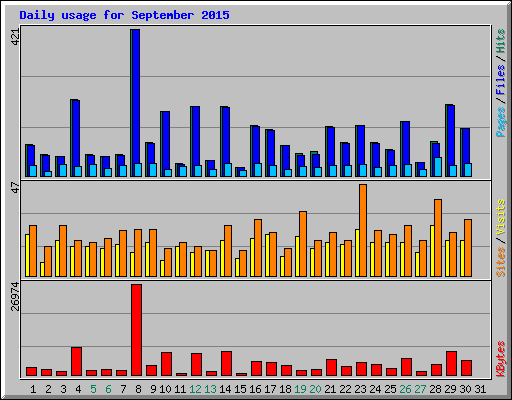 Daily usage for September 2015
421
Pages / Files / Hits
47
Sites / Visits
26974
KBytes
1 2 3 4 5 6 7 8 9 10 11 12 13 14 15 16 17 18 19 20 21 22 23 24 25 26 27 28 29 30 31